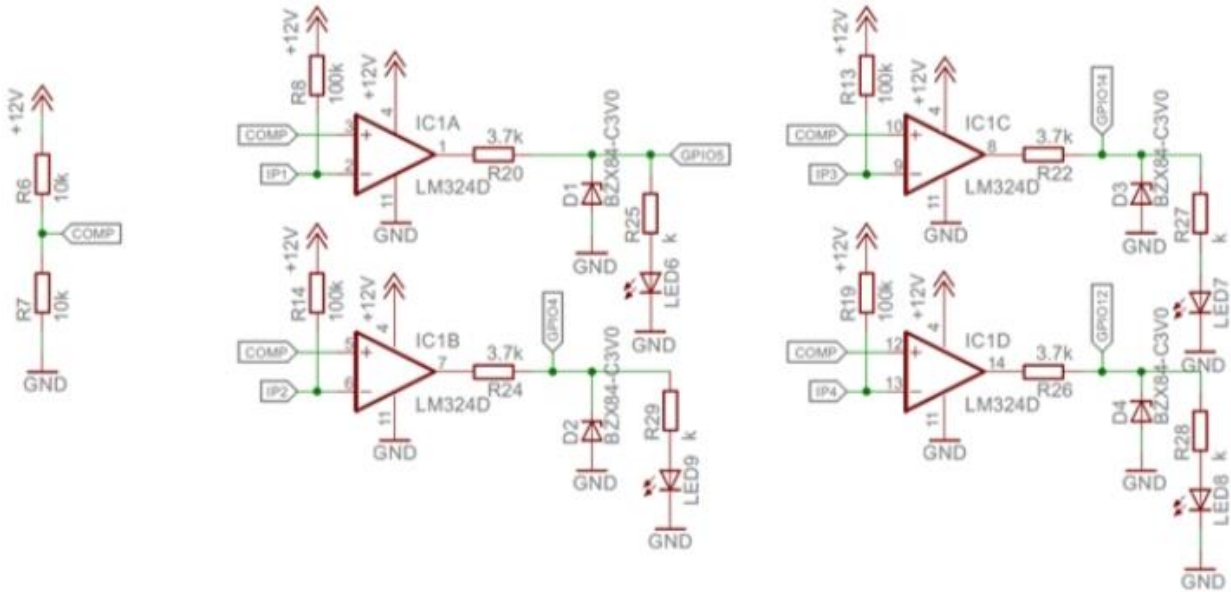 +12V
R6
10k
COMP
R7
10k
GND
+12V
R8
100k
+12V
COMP
3
+
IP1
2
-
4
IC1A
1
11
LM324D
GND
3.7k
R20
D1
BZX84-C3V0
GND
GPIO5
R25
k
LED6
GND
+12V
R14
100k
+12V
COMP
5
+
IP2
6
-
4
IC1B
7
11
LM324D
GND
3.7k
R24
GPIO4
D2
BZX84-C3V0
GND
R29
k
LED9
GND
+12V
R13
100k
+12V
COMP
10
+
IP3
9
-
4
IC1C
8
11
LM324D
GND
3.7k
R22
GPIO14
D3
BZX84-C3V0
GND
R27
k
LED7
GND
+12V
R19
100k
+12V
COMP
12
+
IP4
13
-
4
IC1D
14
11
LM324D
GND
3.7k
R26
GPIO12
D4
BZX84-C3V0
GND
R28
k
LED8
GND